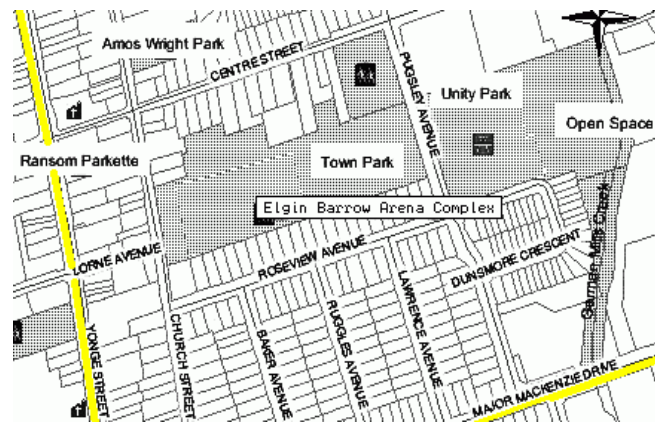 Amos Wright Park
CENTRE STREET
PUGSLEY AVENUE
Unity Park
Open Space
Ransom Parkette
Town Park
Elgin Barrow Arena Complex
LORNE AVENUE
ROSEVIEW AVENUE
DUNSMORE CRESCENT
German Mills Creek
YONGE STREET
CHURCH STREET
BAKER AVENUE
RUGGLES AVENUE
LAWRENCE AVENUE
MAJOR MACKENZIE DRIVE